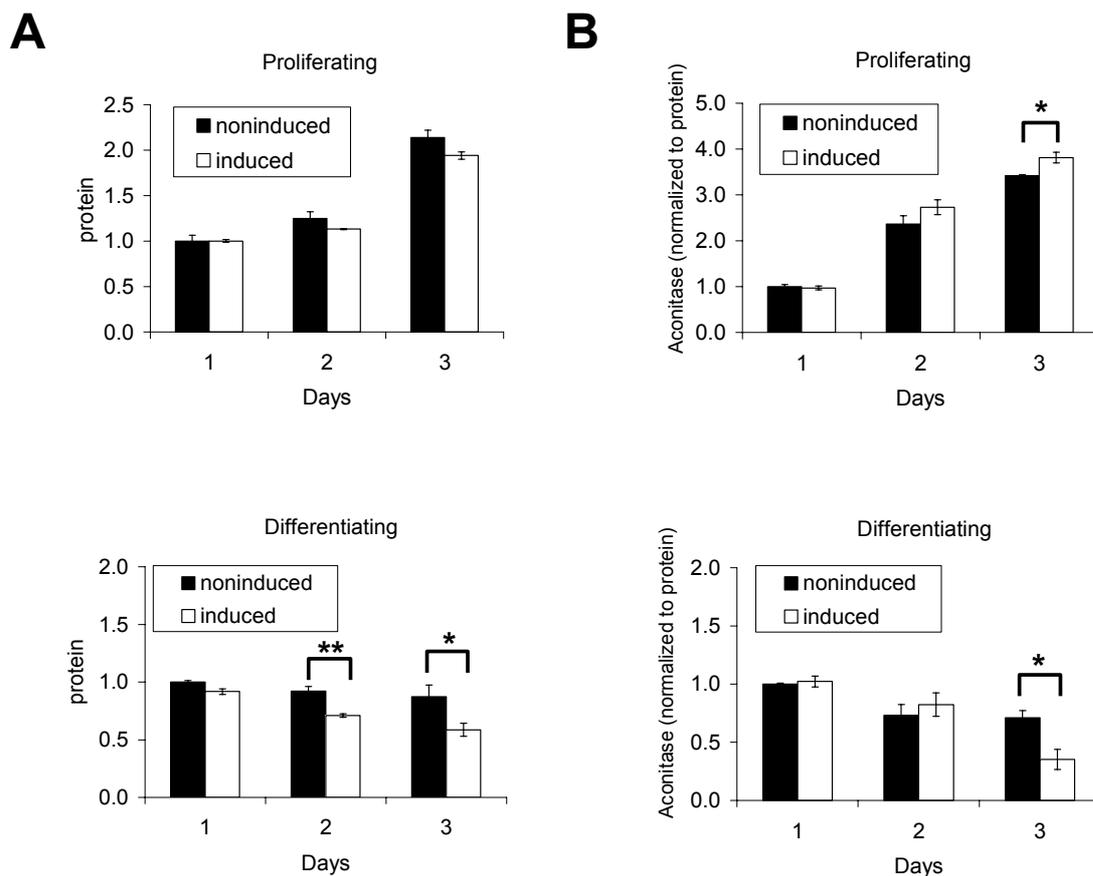 A
Proliferating
protein
2.5
2.0
1.5
1.0
0.5
0.0
noninduced
induced
1 2 3
Days
B
Proliferating
Aconitase (normalized to protein)
5.0
4.0
3.0
2.0
1.0
0.0
noninduced
induced
*
1 2 3
Days
Differentiating
protein
2.0
1.5
1.0
0.5
0.0
noninduced
induced
** *
1 2 3
Days
Differentiating
Aconitase (normalized to protein)
2.0
1.5
1.0
0.5
0.0
noninduced
induced
*
1 2 3
Days